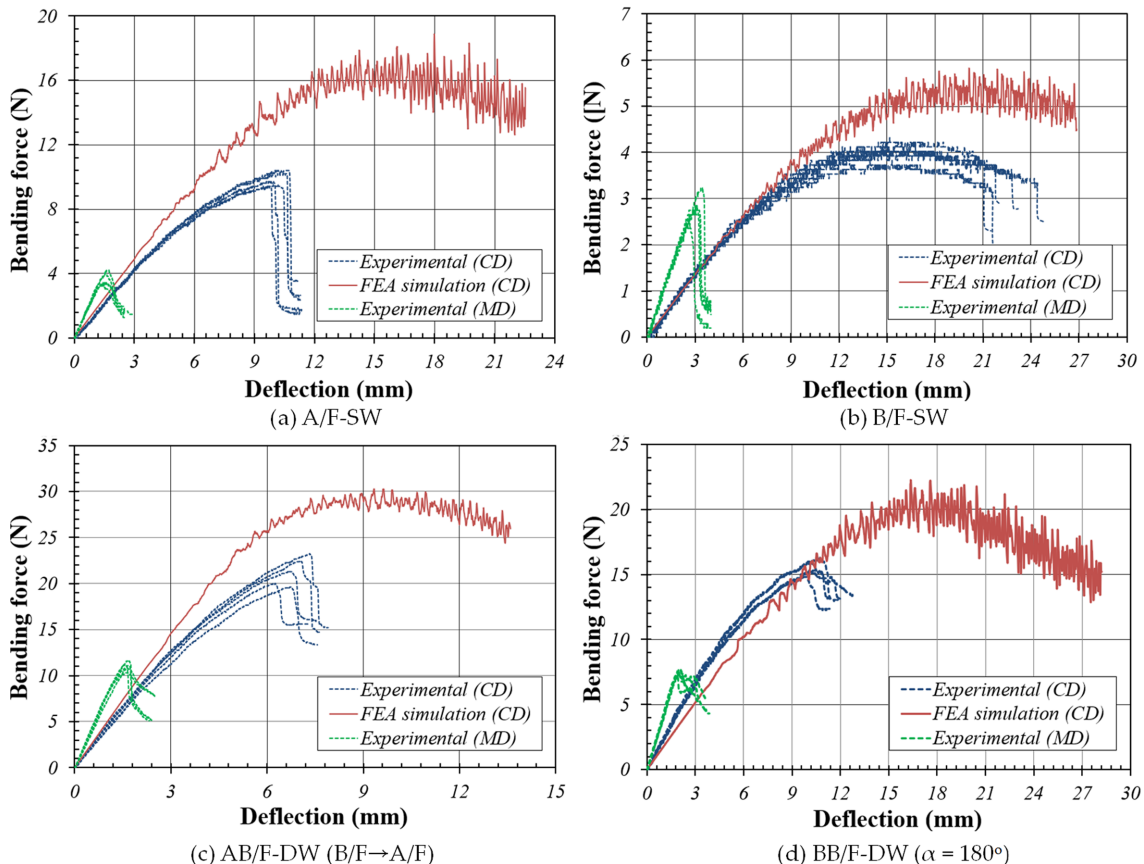 20
16
12
8
4
0
Bending force (N)
Experimental (CD)
FEA simulation (CD)
Experimental (MD)
0 3 6 9 12 15 18 21 24
Deflection (mm)
(a) A/F-SW
7
6
5
4
3
2
1
0
Bending force ([N)
Experimental (CD)
FEA simulation (CD)
Experimental (MD)
0 3 6 9 12 15 18 21 24 27 30
Deflection (mm)
(b) B/F-SW
35
30
25
20
15
10
5
0
Bending force (N)
Experimental (CD)
FEA simulation (CD)
Experimental (MD)
0 3 6 9 12 15
Deflection (mm)
(c) AB/F-DW (B/F→A/F)
25
20
15
10
5
0
Bending force (N)
Experimental (CD)
FEA simulation (CD)
Experimental (MD)
0 3 6 9 12 15 18 21 24 27 30
Deflection (mm)
(d) BB/F-DW (α = 180º)